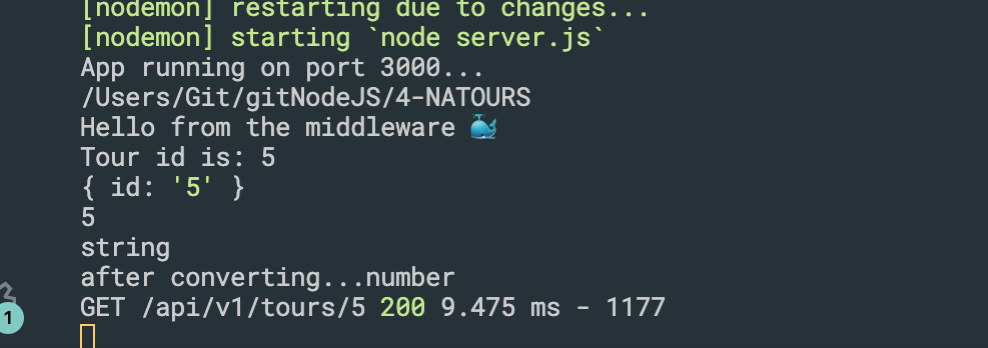 [nodemon] restarting due to changes...
[nodemon] starting `node server.js`
App running on port 3000...
/Users/Git/gitNodeJS/4-NATOURS
Hello from the middleware 🐳
Tour id is: 5
{ id: '5' }
5
string
after converting...number
GET /api/v1/tours/5 200 9.475 ms - 1177
1